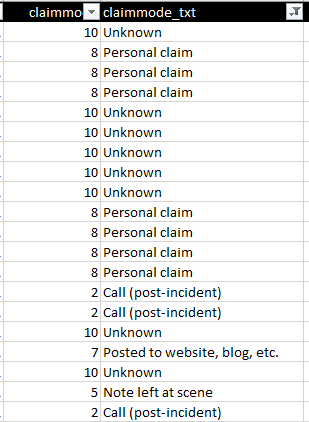 claimmo claimmode_txt
10 Unknown
8 Personal claim
8 Personal claim
8 Personal claim
10 Unknown
10 Unknown
10 Unknown
10 Unknown
10 Unknown
8 Personal claim
8 Personal claim
8 Personal claim
8 Personal claim
2 Call (post-incident)
2 Call (post-incident)
10 Unknown
7 Posted to website, blog, etc.
10 Unknown
5 Note left at scene
2 Call (post-incident)